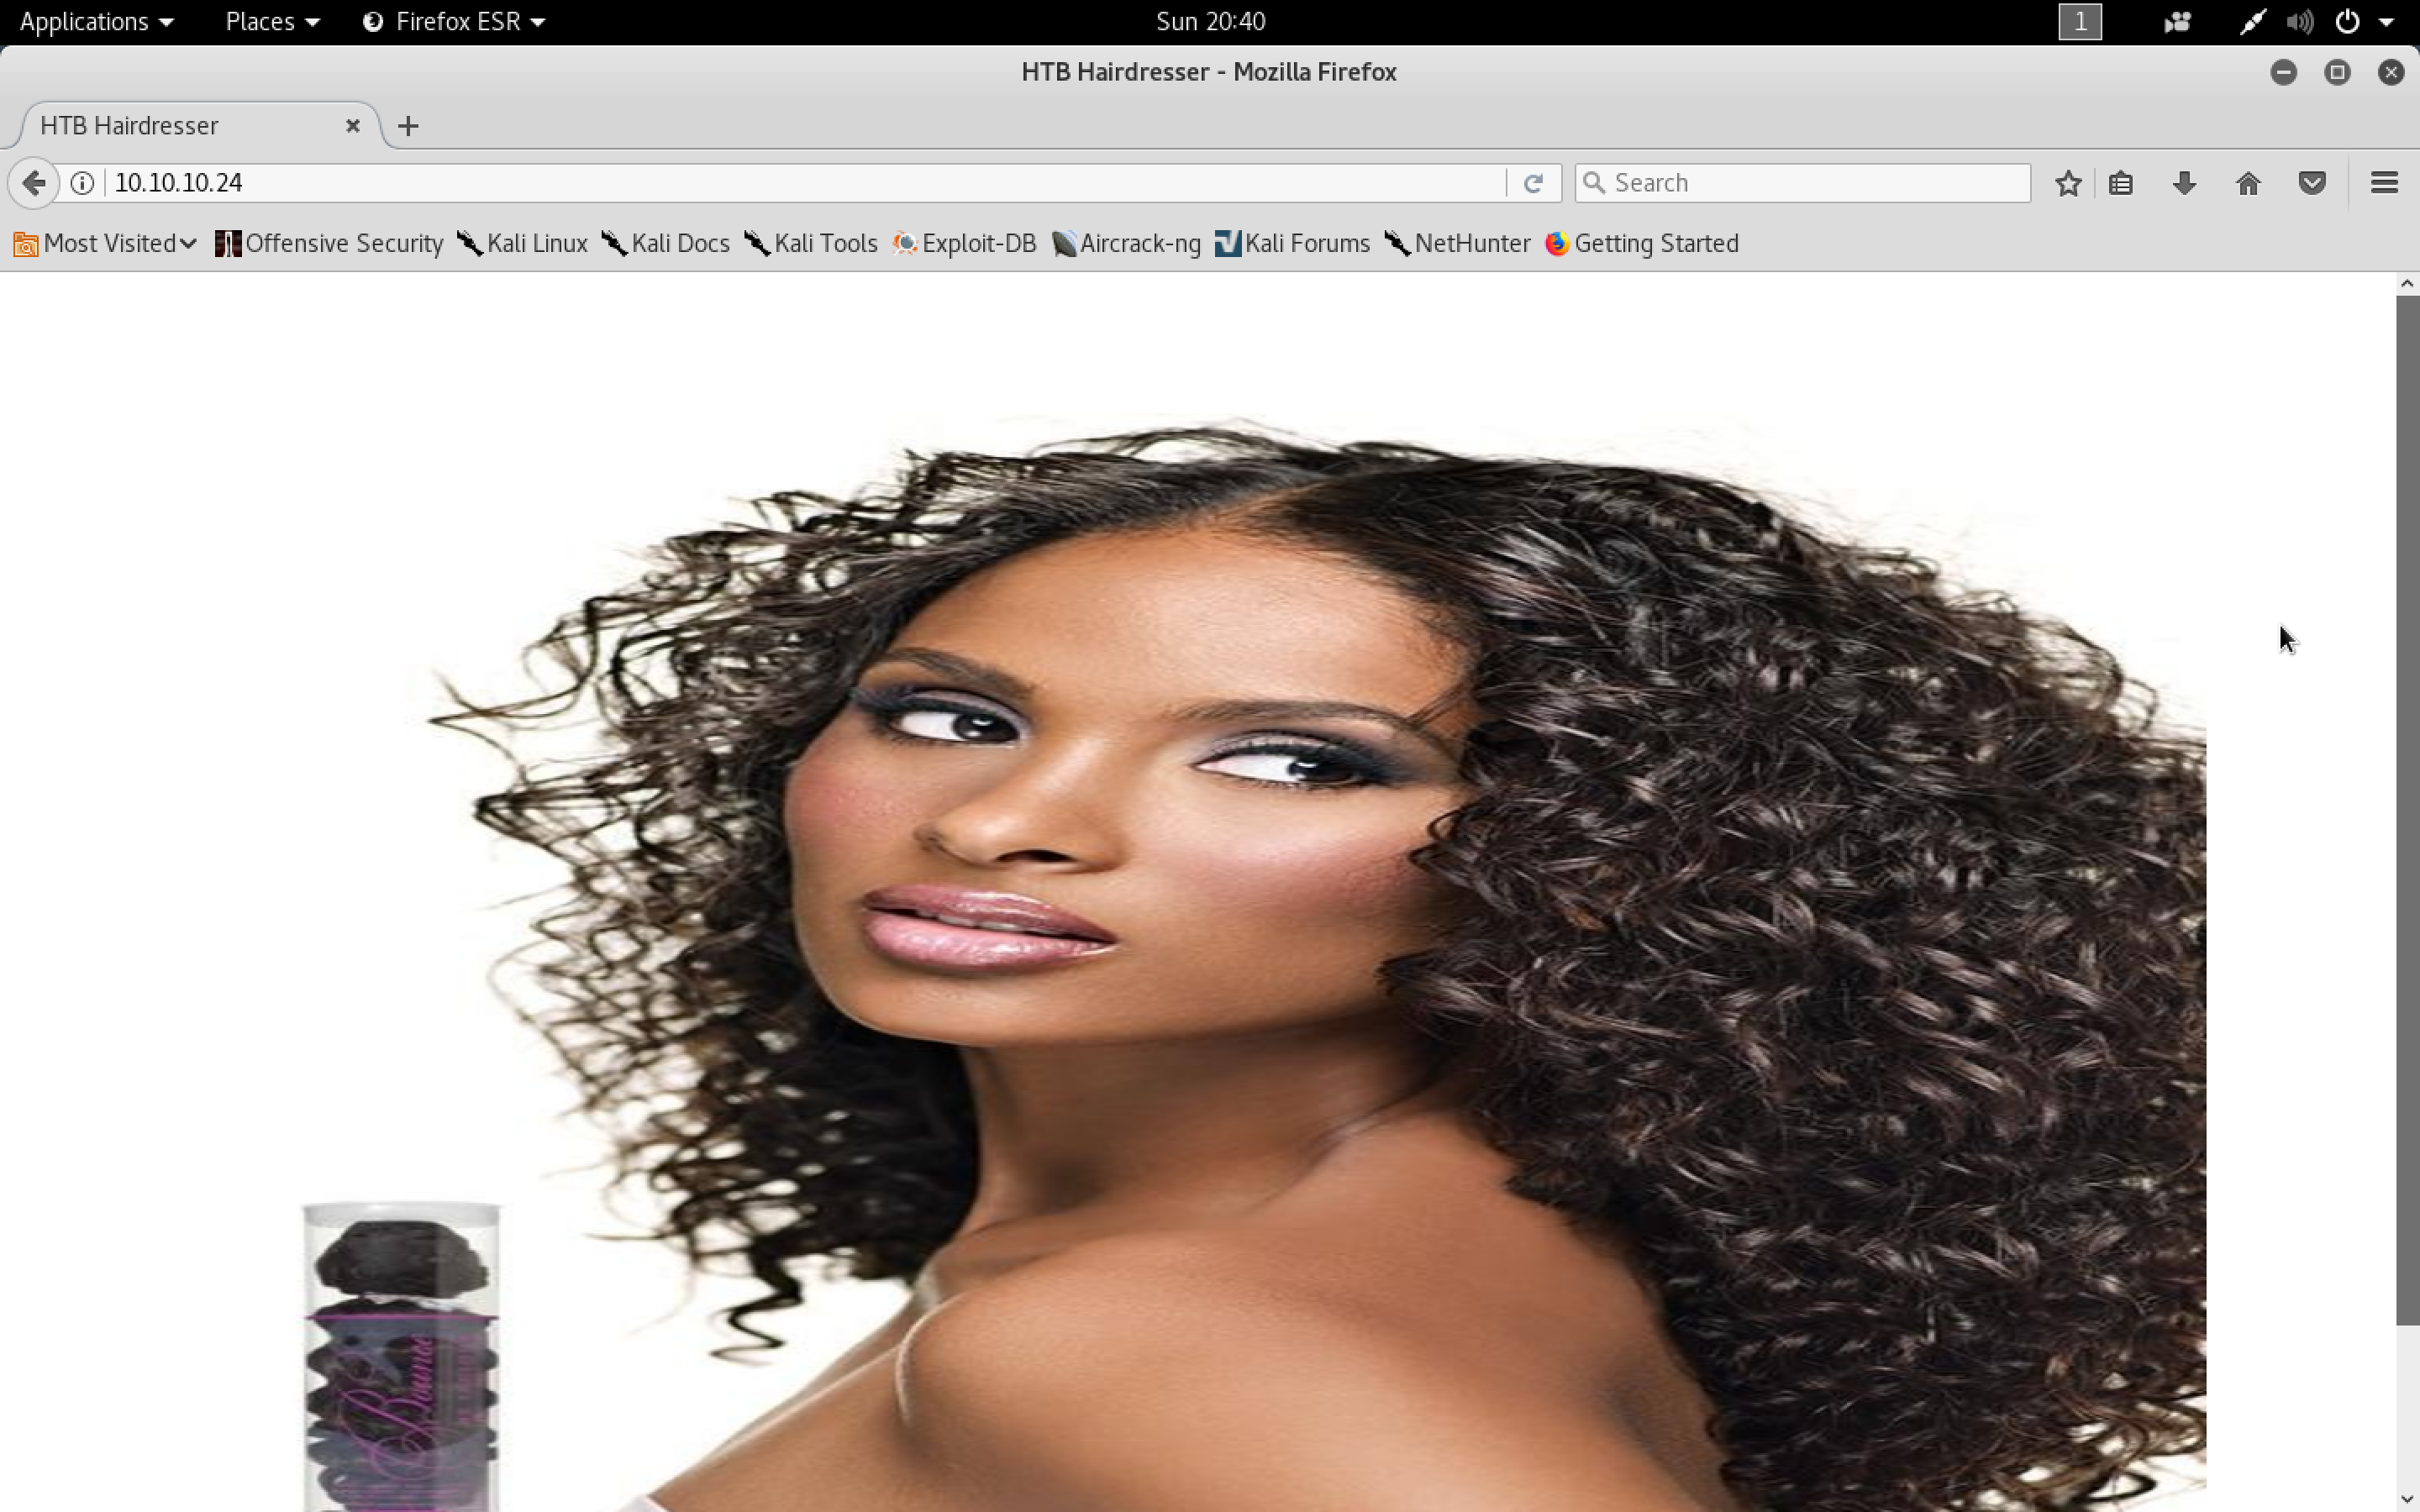 Applications Places Firefox ESR Sun 20:40 1
HTB Hairdresser - Mozilla Firefox
HTB Hairdresser
10.10.10.24 Search
Most Visited Offensive Security Kali Linux Kali Docs Kali Tools Exploit-DB Aircrack-ng Kali Forums NetHunter Getting Started